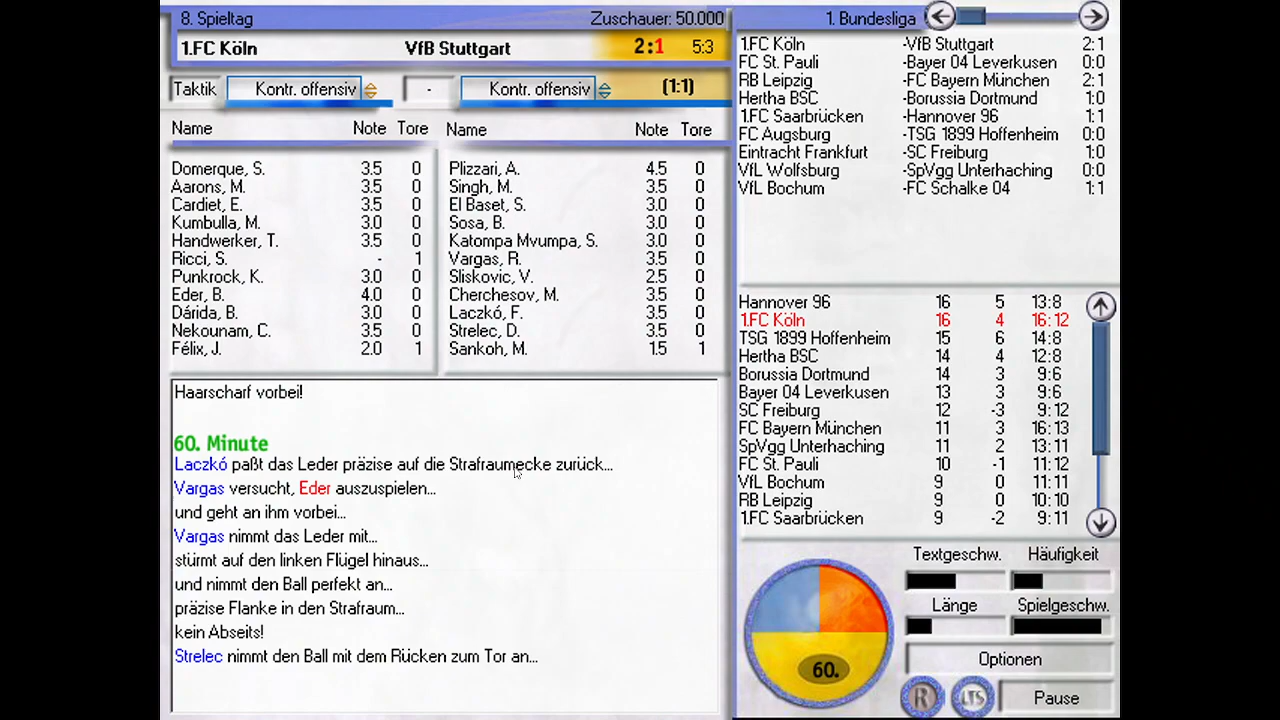 8. Spieltag Zuschauer: 50.000
1.FC Köln VfB Stuttgart 2:1 5:3
Taktik Kontr. offensiv - Kontr. offensiv (1:1)
Name Note Tore Name Note Tore
Domerque, S. 3.5 0 Plizzari, A. 4.5 0
Aarons, M. 3.5 0 Singh, M. 3.5 0
Cardiet, E. 3.5 0 El Baset, S. 3.0 0
Kumbulla, M. 3.0 0 Sosa, B. 3.0 0
Handwerker, T. 3.5 0 Katompa Mvumpa, S. 3.0 0
Ricci, S. - 1 Vargas, R. 3.5 0
Punkrock, K. 3.0 0 Sliskovic, V. 2.5 0
Eder, B. 4.0 0 Cherchesov, M. 3.5 0
Dárida, B. 3.0 0 Laczkó, F. 3.5 0
Nekounam, C. 3.5 0 Strelec, D. 3.5 0
Félix, J. 2.0 1 Sankoh, M. 1.5 1
Haarscharf vorbei!
60. Minute
Laczkó paßt das Leder präzise auf die Strafraumecke zurück...
Vargas versucht, Eder auszuspielen...
und geht an ihm vorbei...
Vargas nimmt das Leder mit...
stürmt auf den linken Flügel hinaus...
und nimmt den Ball perfekt an...
präzise Flanke in den Strafraum...
kein Abseits!
Strelec nimmt den Ball mit dem Rücken zum Tor an...
1. Bundesliga
1.FC Köln -VfB Stuttgart 2:1
FC St. Pauli -Bayer 04 Leverkusen 0:0
RB Leipzig -FC Bayern München 2:1
Hertha BSC -Borussia Dortmund 1:0
1.FC Saarbrücken -Hannover 96 1:1
FC Augsburg -TSG 1899 Hoffenheim 0:0
Eintracht Frankfurt -SC Freiburg 1:0
VfL Wolfsburg -SpVgg Unterhaching 0:0
VfL Bochum -FC Schalke 04 1:1
Hannover 96 16 5 13:8
1.FC Köln 16 4 16:12
TSG 1899 Hoffenheim 15 6 14:8
Hertha BSC 14 4 12:8
Borussia Dortmund 14 3 9:6
Bayer 04 Leverkusen 13 3 9:6
SC Freiburg 12 -3 9:12
FC Bayern München 11 3 16:13
SpVgg Unterhaching 11 2 13:11
FC St. Pauli 10 -1 11:12
VfL Bochum 9 0 11:11
RB Leipzig 9 0 10:10
1.FC Saarbrücken 9 -2 9:11
Textgeschw. Häufigkeit
Länge Spielgeschw.
60.
Optionen
R LTS Pause